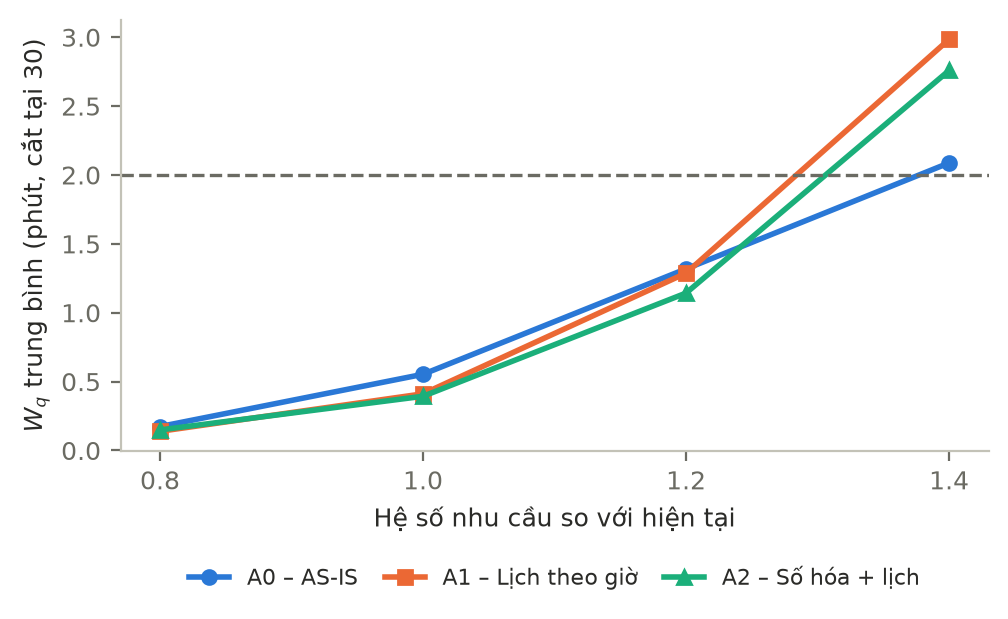 W_q trung bình (phút, cắt tại 30)
3.0
2.5
2.0
1.5
1.0
0.5
0.0
0.8 1.0 1.2 1.4
Hệ số nhu cầu so với hiện tại
A0 – AS-IS A1 – Lịch theo giờ A2 – Số hóa + lịch